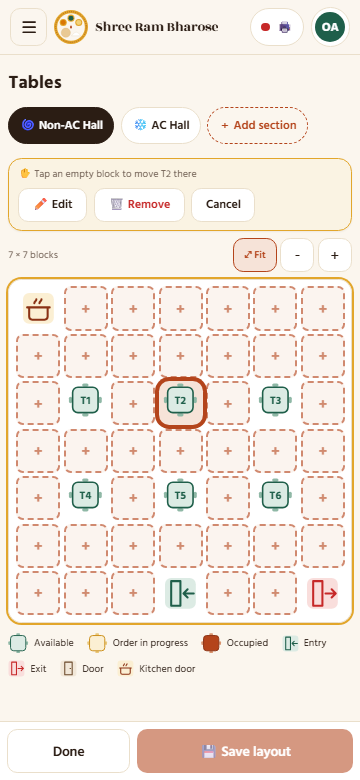 Shree Ram Bharose
OA
Tables
Non-AC Hall
AC Hall
+ Add section
Tap an empty block to move T2 there
Edit
Remove
Cancel
7 × 7 blocks
Fit
-
+
+ + + + + +
+ + + + + + +
+ T1 + T2 + T3 +
+ + + + + + +
+ T4 + T5 + T6 +
+ + + + + + +
+ + + + +
Available
Order in progress
Occupied
Entry
Exit
Door
Kitchen door
Done
Save layout